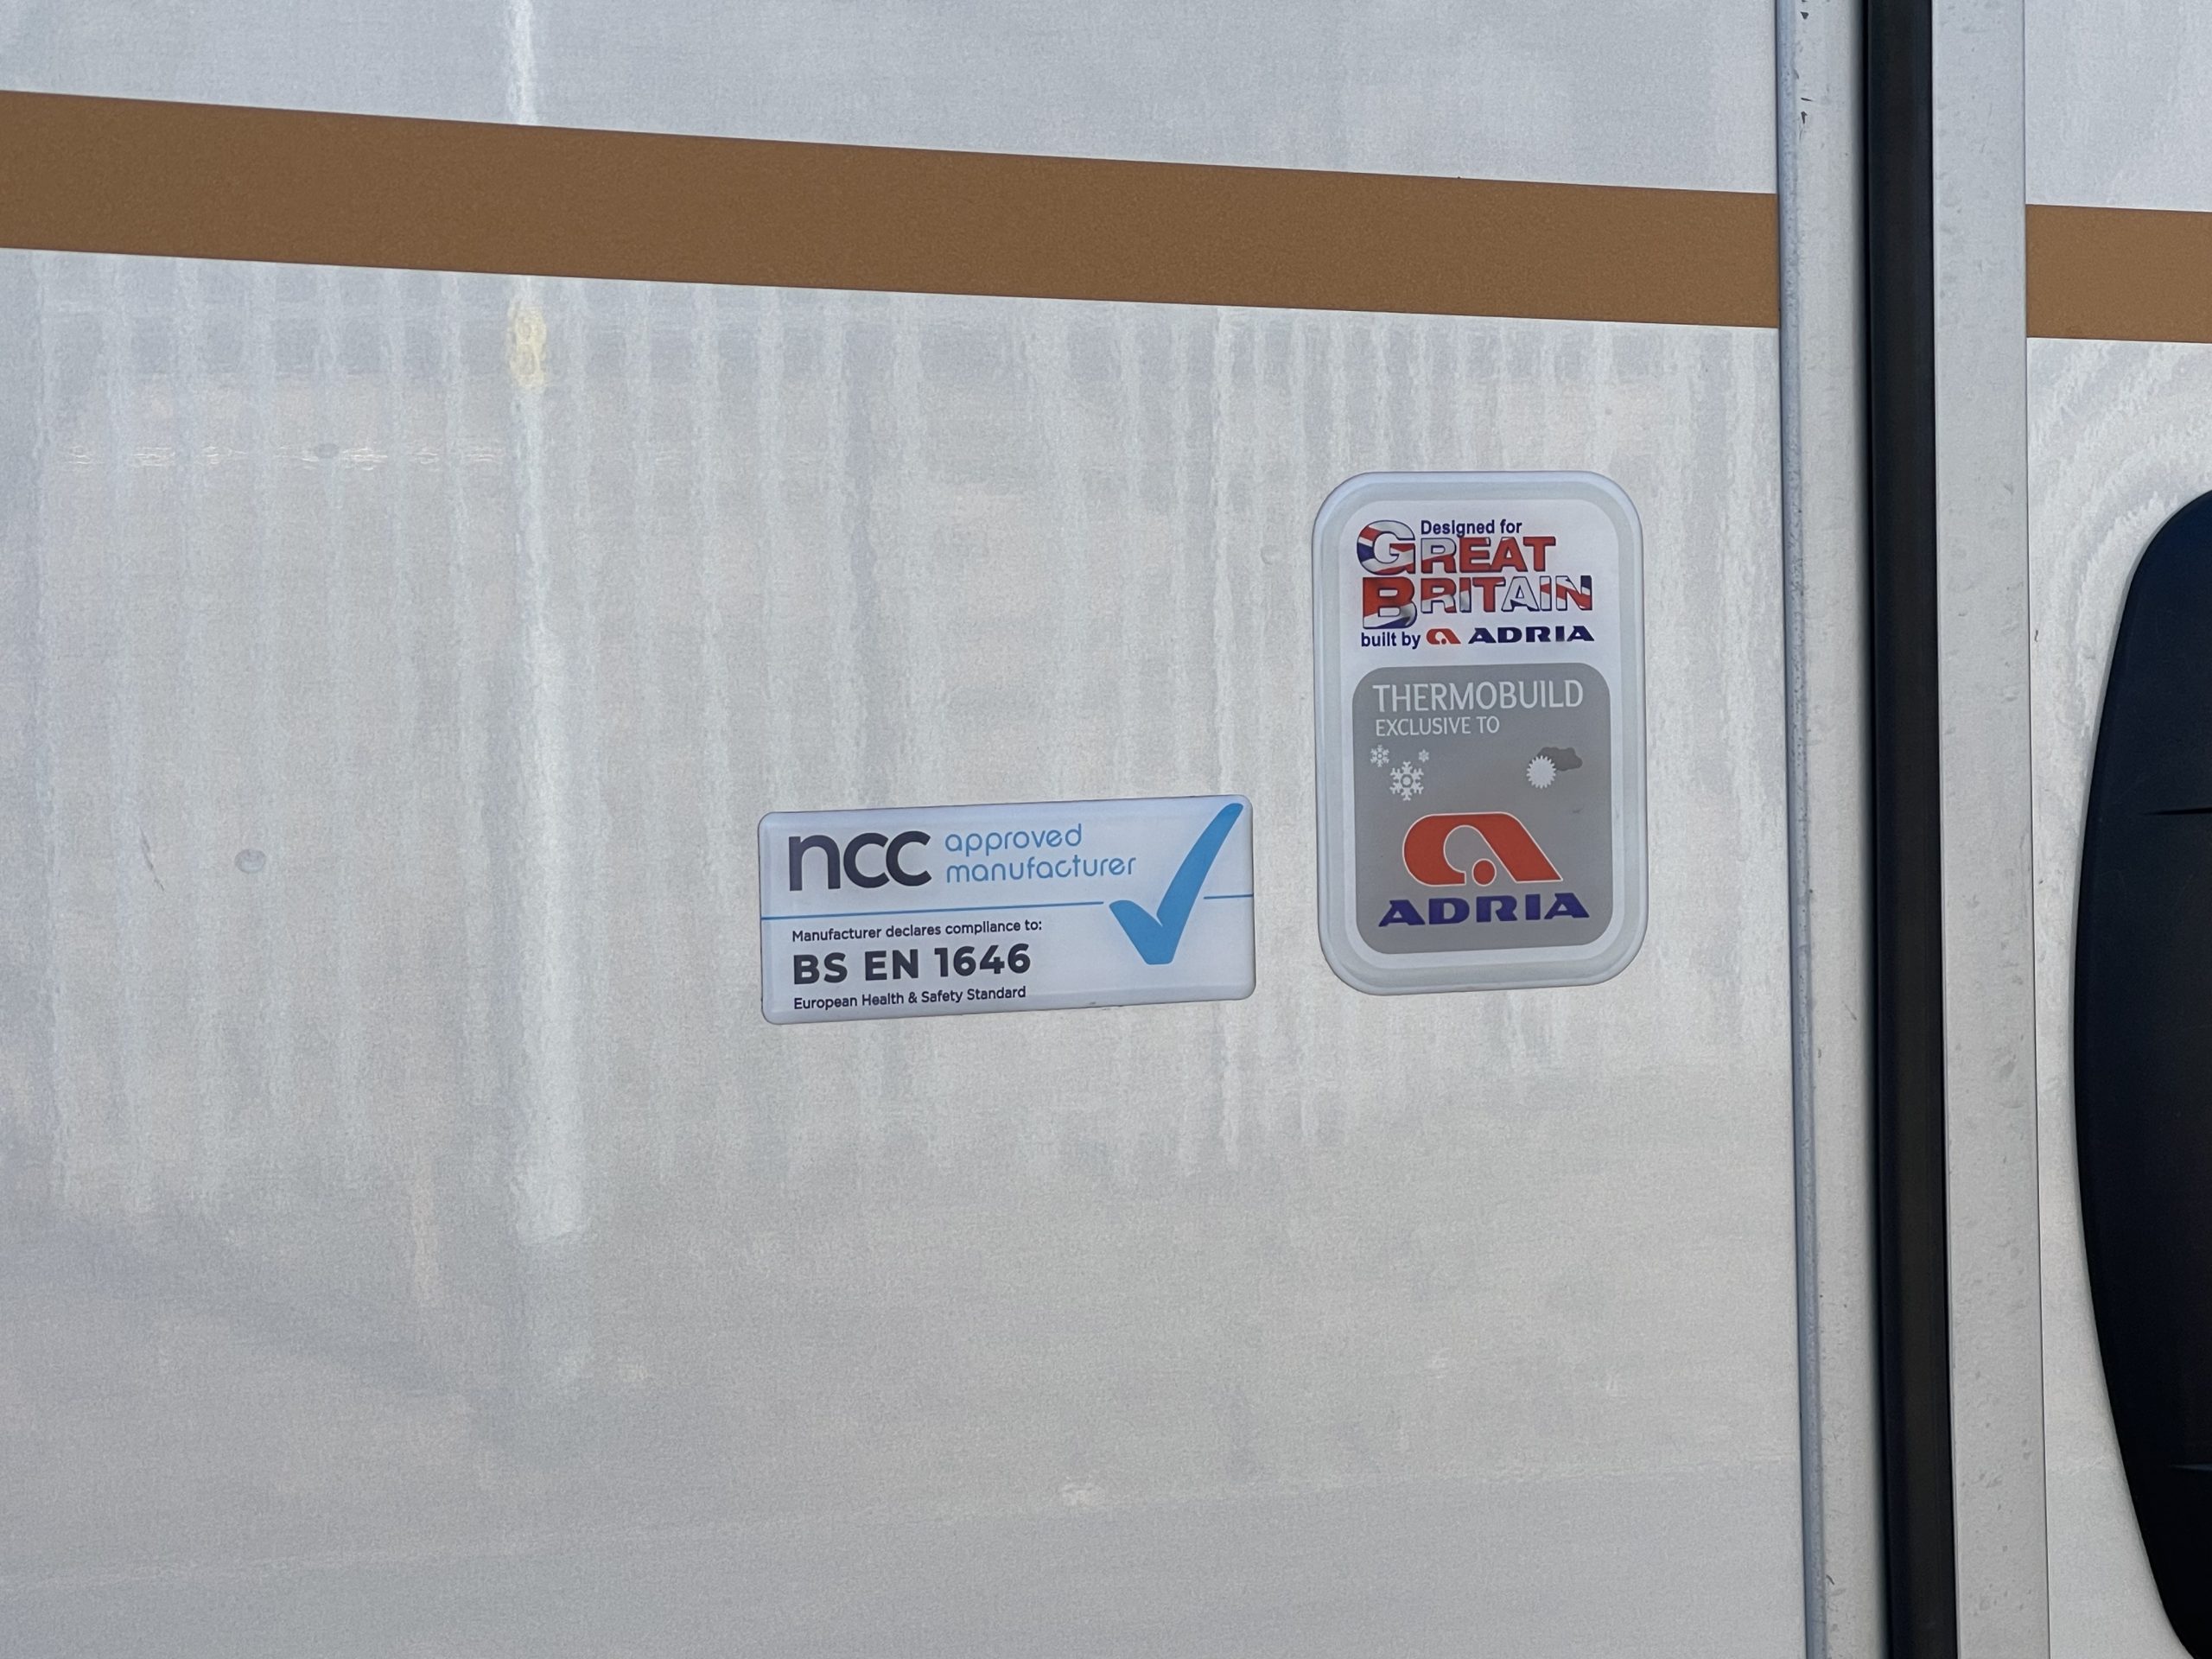 Designed for
GREAT
BRITAIN
built by ADRIA
THERMOBUILD
EXCLUSIVE TO
ADRIA
ncc approved
manufacturer
Manufacturer declares compliance to:
BS EN 1646
European Health & Safety Standard